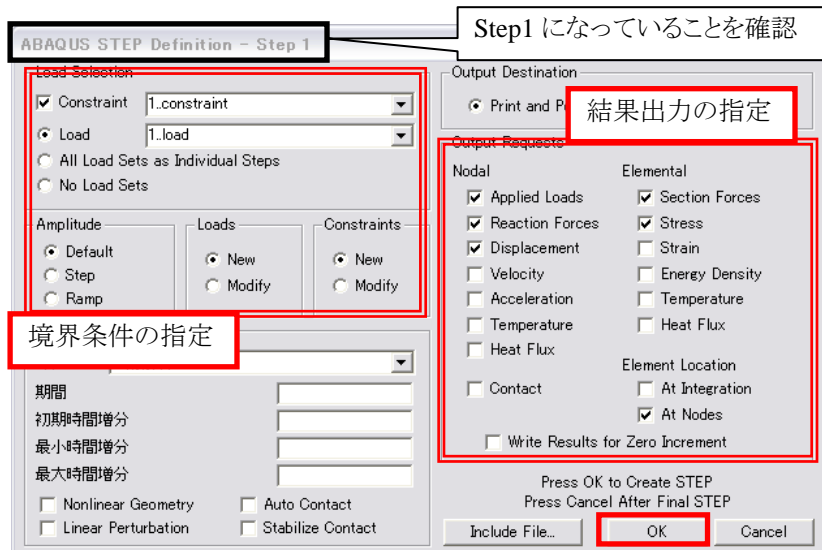 Step1 になっていることを確認
ABAQUS STEP Definition - Step 1
Load Selection
Constraint 1..constraint
Load 1..load
All Load Sets as Individual Steps
No Load Sets
Amplitude
Default
Step
Ramp
Loads
New
Modify
Constraints
New
Modify
境界条件の指定
期間
初期時間増分
最小時間増分
最大時間増分
Nonlinear Geometry
Auto Contact
Linear Perturbation
Stabilize Contact
Output Destination
Print and
結果出力の指定
Output Requests
Nodal
Applied Loads
Reaction Forces
Displacement
Velocity
Acceleration
Temperature
Heat Flux
Contact
Elemental
Section Forces
Stress
Strain
Energy Density
Temperature
Heat Flux
Element Location
At Integration
At Nodes
Write Results for Zero Increment
Press OK to Create STEP
Press Cancel After Final STEP
Include File...
OK
Cancel